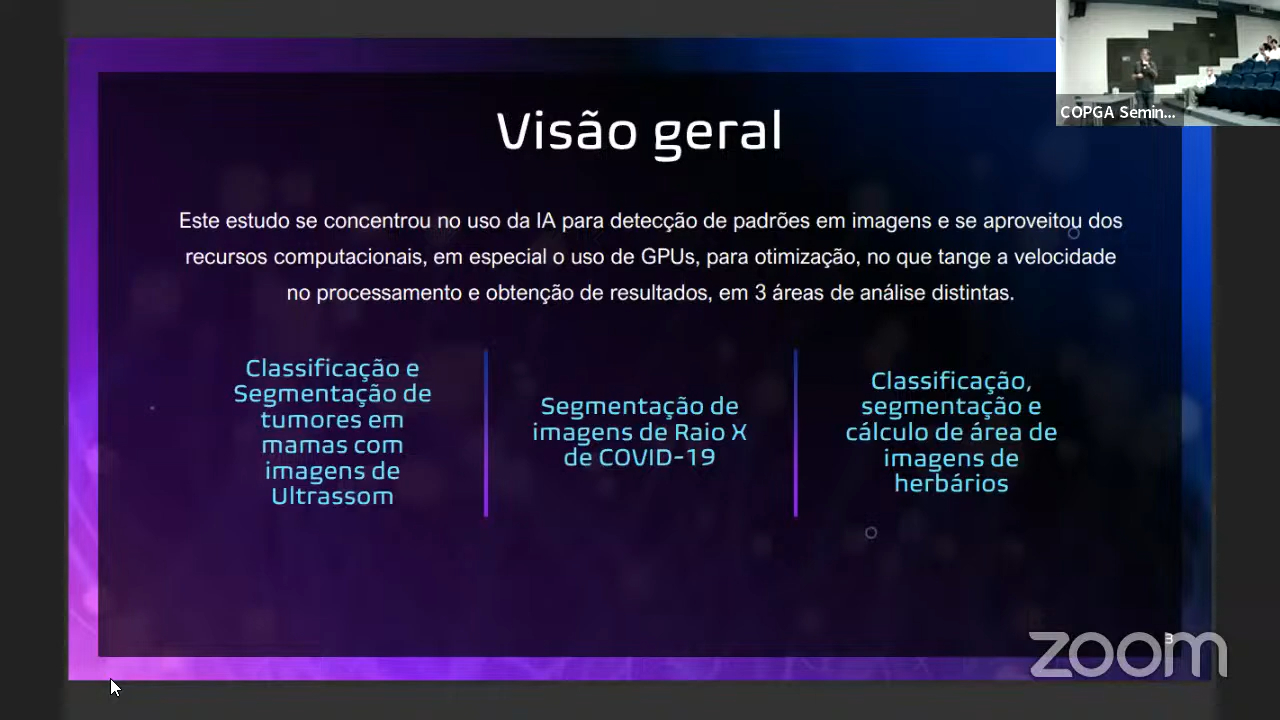 COPGA Semin...
Visão geral
Este estudo se concentrou no uso da IA para detecção de padrões em imagens e se aproveitou dos
recursos computacionais, em especial o uso de GPUs, para otimização, no que tange a velocidade
no processamento e obtenção de resultados, em 3 áreas de análise distintas.
Classificação e
Segmentação de
tumores em
mamas com
imagens de
Ultrassom
Segmentação de
imagens de Raio X
de COVID-19
Classificação,
segmentação e
cálculo de área de
imagens de
herbários
3
zoom